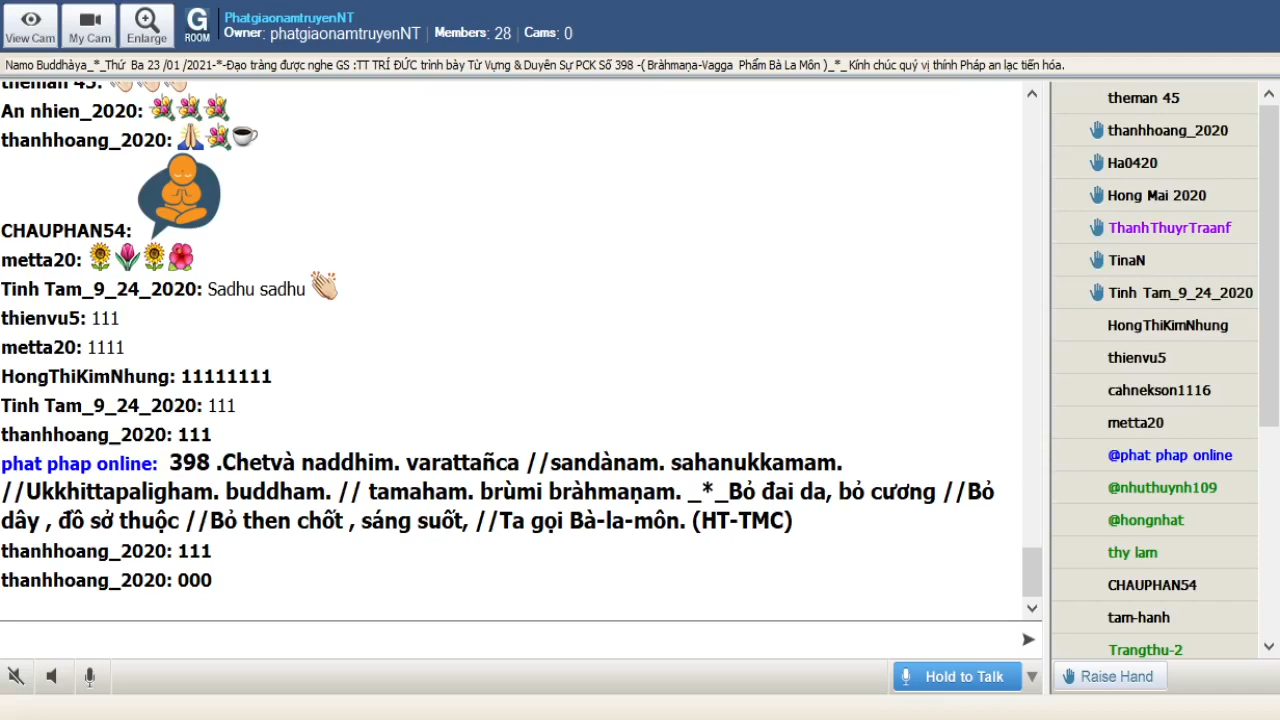 View Cam
My Cam
Enlarge
G
ROOM
PhatgiaonamtruyenNT
Owner: phatgiaonamtruyenNT | Members: 28 | Cams: 0
Namo Buddhàya_*_Thứ Ba 23 /01 /2021-*-Đạo tràng được nghe GS :TT TRÍ ĐỨC trình bày Từ Vựng & Duyên Sự PCK Số 398 -( Bràhmaṇa-Vagga Phẩm Bà La Môn )_*_ Kính chúc quý vị thính Pháp an lạc tiến hóa.
theman 45:
An nhien_2020:
thanhhoang_2020:
CHAUPHAN54:
metta20:
Tinh Tam_9_24_2020: Sadhu sadhu
thienvu5: 111
metta20: 1111
HongThiKimNhung: 11111111
Tinh Tam_9_24_2020: 111
thanhhoang_2020: 111
phat phap online: 398 .Chetvà naddhim. varattañca //sandànam. sahanukkamam.
//Ukkhittapaligham. buddham. // tamaham. brùmi bràhmaṇam. _*_Bỏ đai da, bỏ cương //Bỏ
dây , đồ sở thuộc //Bỏ then chốt , sáng suốt, //Ta gọi Bà-la-môn. (HT-TMC)
thanhhoang_2020: 111
thanhhoang_2020: 000
theman 45
thanhhoang_2020
Ha0420
Hong Mai 2020
ThanhThuyrTraanf
TinaN
Tinh Tam_9_24_2020
HongThiKimNhung
thienvu5
cahnekson1116
metta20
@phat phap online
@nhuthuynh109
@hongnhat
thy lam
CHAUPHAN54
tam-hanh
Trangthu-2
Hold to Talk
Raise Hand